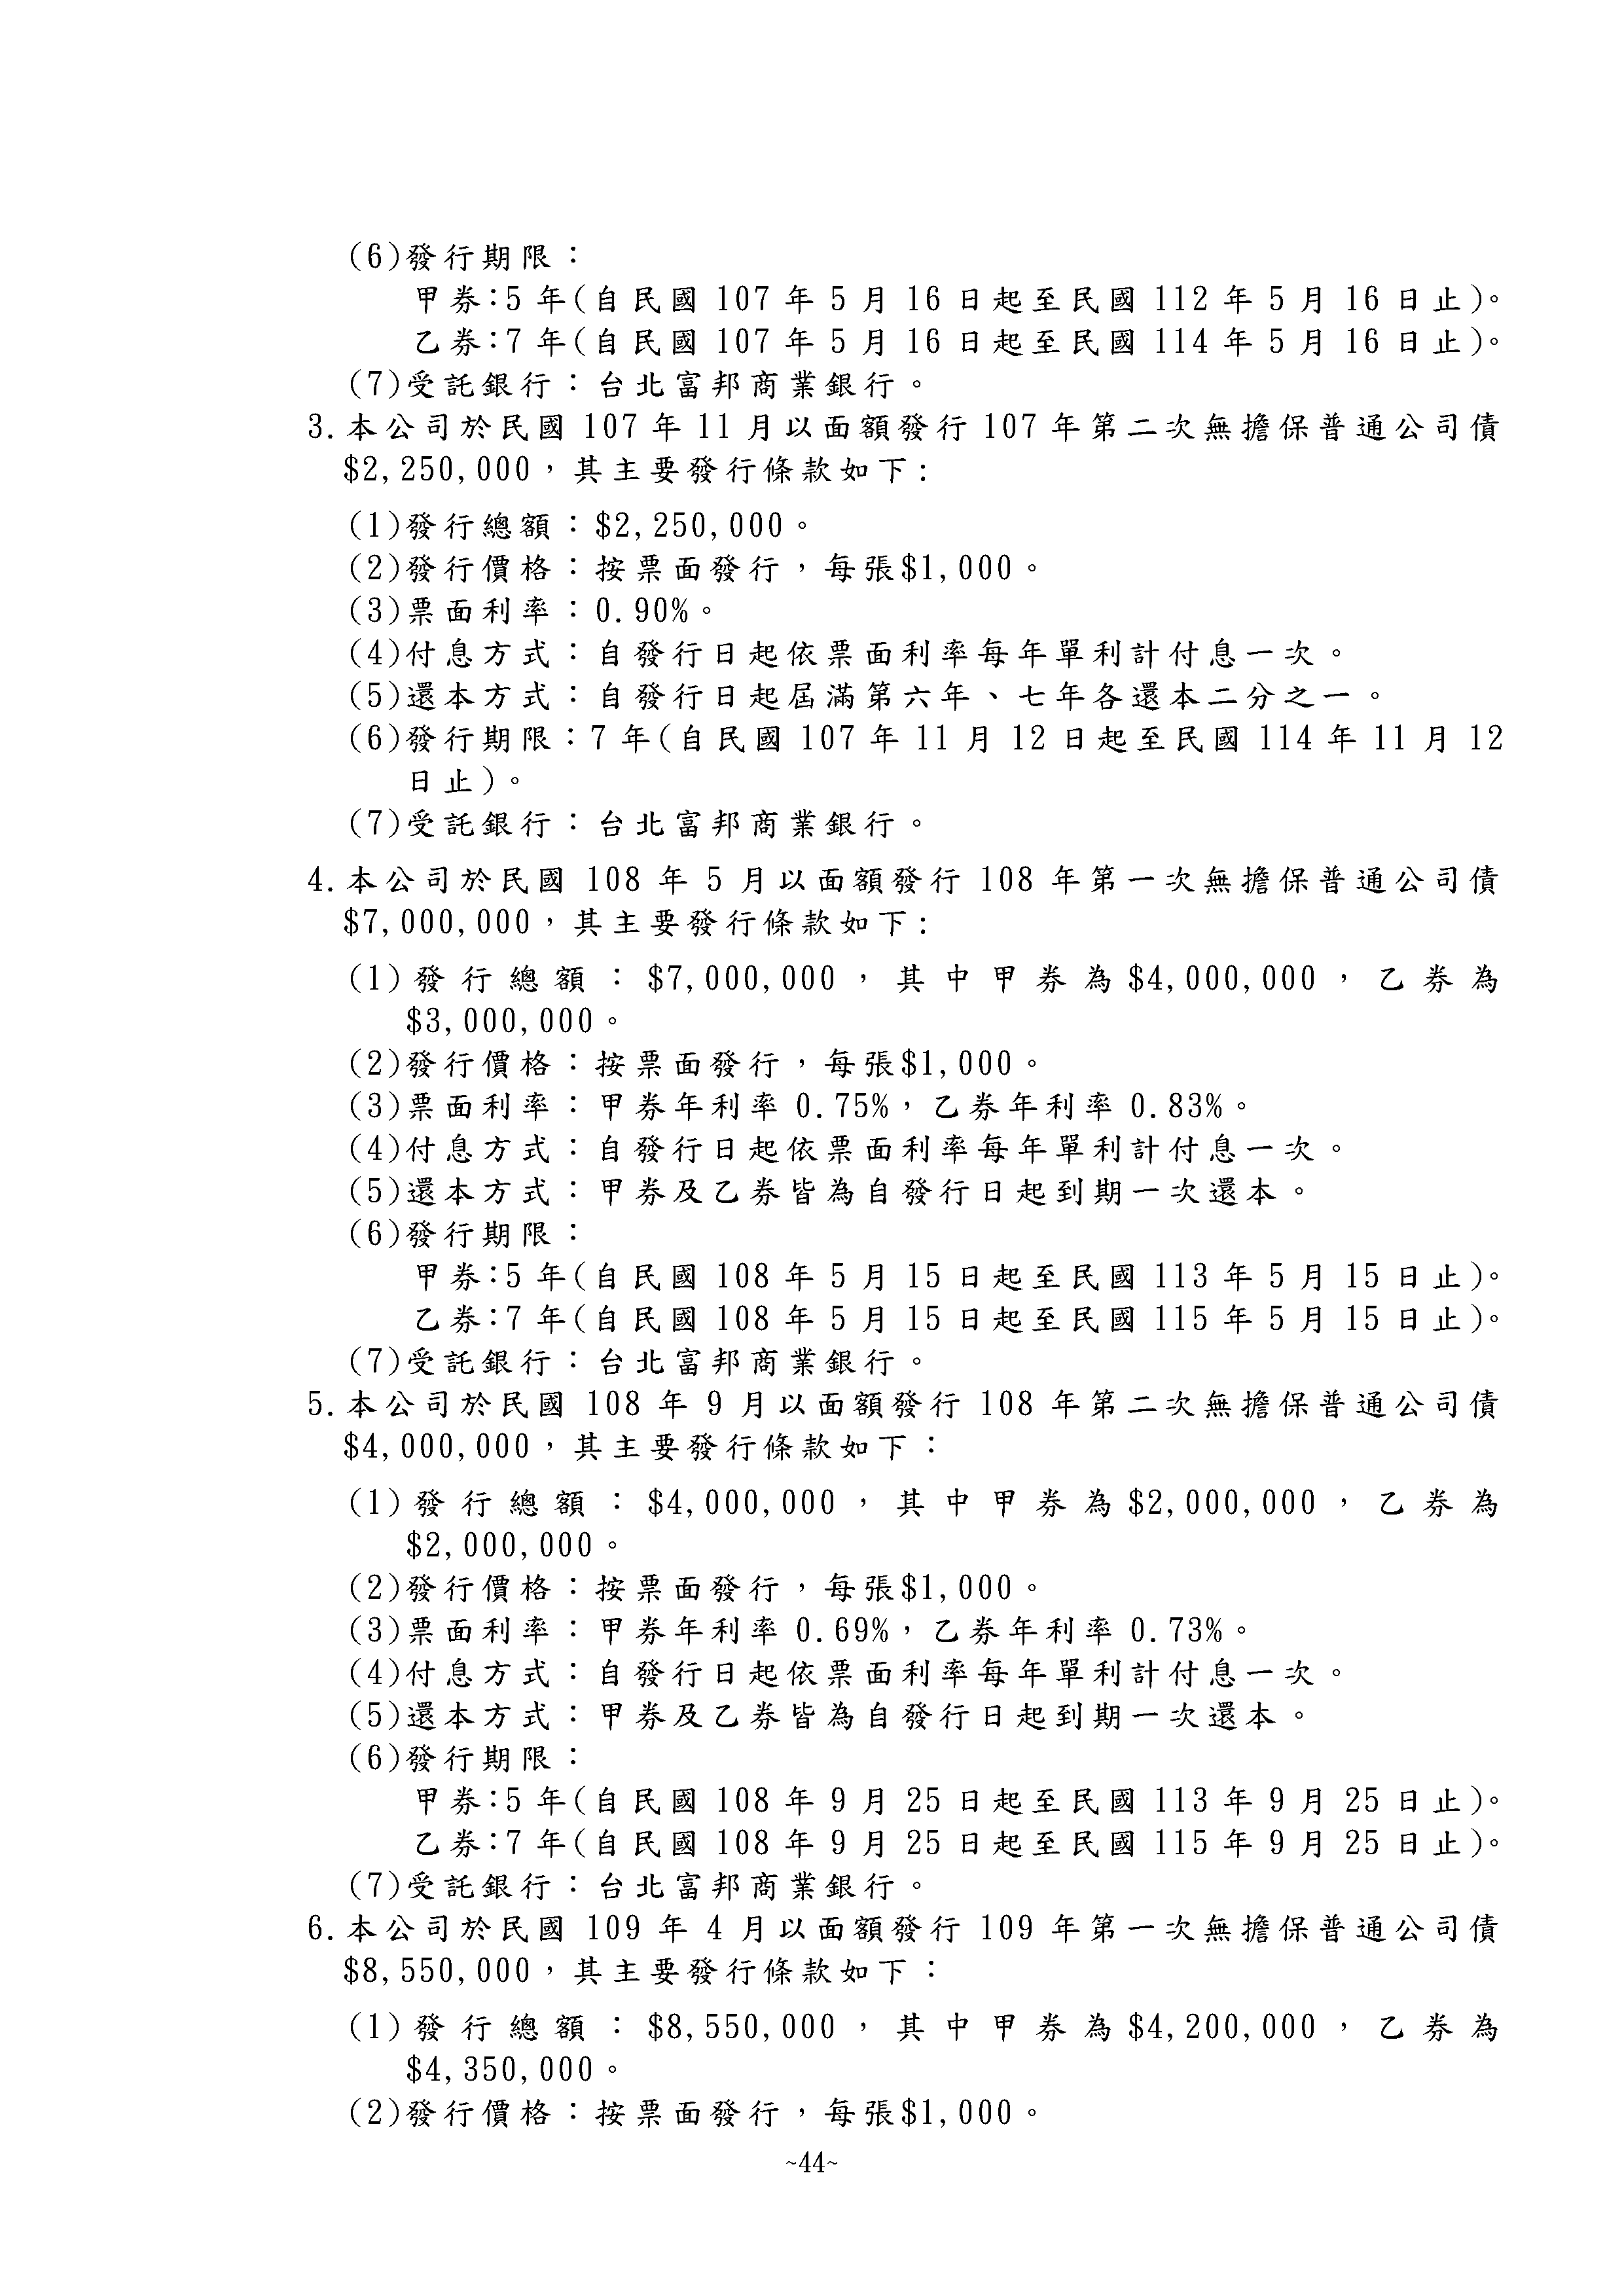 (6)發行期限：
甲券：5 年(自民國 107 年 5 月 16 日起至民國 112 年 5 月 16 日止)。
乙券：7 年(自民國 107 年 5 月 16 日起至民國 114 年 5 月 16 日止)。
(7)受託銀行：台北富邦商業銀行。
3.本公司於民國 107 年 11 月以面額發行 107 年第二次無擔保普通公司債
$2,250,000，其主要發行條款如下:
(1)發行總額：$2,250,000。
(2)發行價格：按票面發行，每張$1,000。
(3)票面利率：0.90%。
(4)付息方式：自發行日起依票面利率每年單利計付息一次。
(5)還本方式：自發行日起屆滿第六年、七年各還本二分之一。
(6)發行期限：7 年(自民國 107 年 11 月 12 日起至民國 114 年 11 月 12
日止)。
(7)受託銀行：台北富邦商業銀行。
4.本公司於民國 108 年 5 月以面額發行 108 年第一次無擔保普通公司債
$7,000,000，其主要發行條款如下:
(1)發行總額：$7,000,000，其中甲券為$4,000,000，乙券為
$3,000,000。
(2)發行價格：按票面發行，每張$1,000。
(3)票面利率：甲券年利率 0.75%，乙券年利率 0.83%。
(4)付息方式：自發行日起依票面利率每年單利計付息一次。
(5)還本方式：甲券及乙券皆為自發行日起到期一次還本。
(6)發行期限：
甲券：5 年(自民國 108 年 5 月 15 日起至民國 113 年 5 月 15 日止)。
乙券：7 年(自民國 108 年 5 月 15 日起至民國 115 年 5 月 15 日止)。
(7)受託銀行：台北富邦商業銀行。
5.本公司於民國 108 年 9 月以面額發行 108 年第二次無擔保普通公司債
$4,000,000，其主要發行條款如下：
(1)發行總額：$4,000,000，其中甲券為$2,000,000，乙券為
$2,000,000。
(2)發行價格：按票面發行，每張$1,000。
(3)票面利率：甲券年利率 0.69%，乙券年利率 0.73%。
(4)付息方式：自發行日起依票面利率每年單利計付息一次。
(5)還本方式：甲券及乙券皆為自發行日起到期一次還本。
(6)發行期限：
甲券：5 年(自民國 108 年 9 月 25 日起至民國 113 年 9 月 25 日止)。
乙券：7 年(自民國 108 年 9 月 25 日起至民國 115 年 9 月 25 日止)。
(7)受託銀行：台北富邦商業銀行。
6.本公司於民國 109 年 4 月以面額發行 109 年第一次無擔保普通公司債
$8,550,000，其主要發行條款如下：
(1)發行總額：$8,550,000，其中甲券為$4,200,000，乙券為
$4,350,000。
(2)發行價格：按票面發行，每張$1,000。
~44~